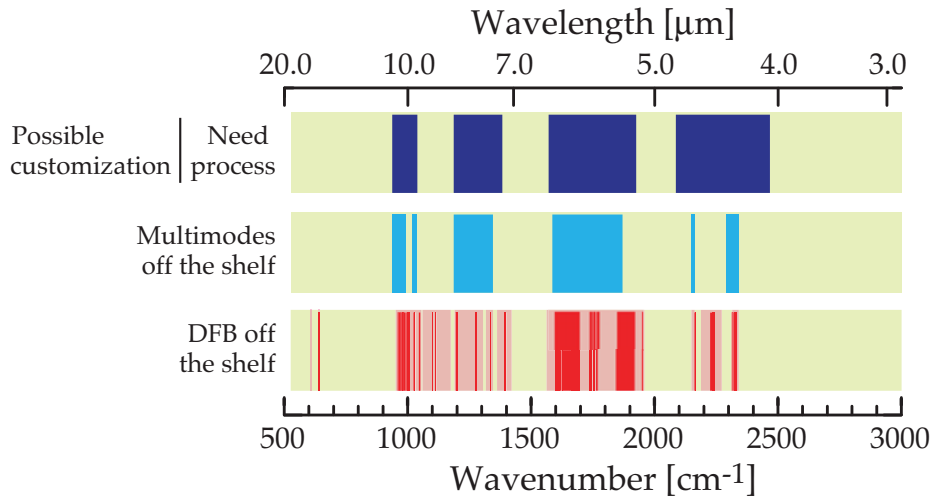 Wavelength [µm]
20.0 10.0 7.0 5.0 4.0 3.0
Possible customization | Need process
Multimodes
off the shelf
DFB off
the shelf
500 1000 1500 2000 2500 3000
Wavenumber [cm-1]